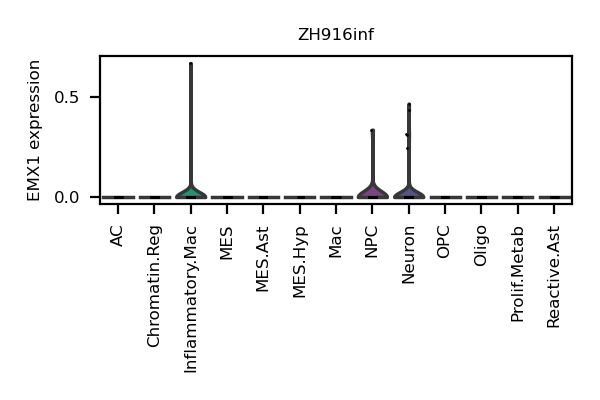 ZH916inf
EMX1 expression
0.5
0.0
AC
Chromatin.Reg
Inflammatory.Mac
MES
MES.Ast
MES.Hyp
Mac
NPC
Neuron
OPC
Oligo
Prolif.Metab
Reactive.Ast